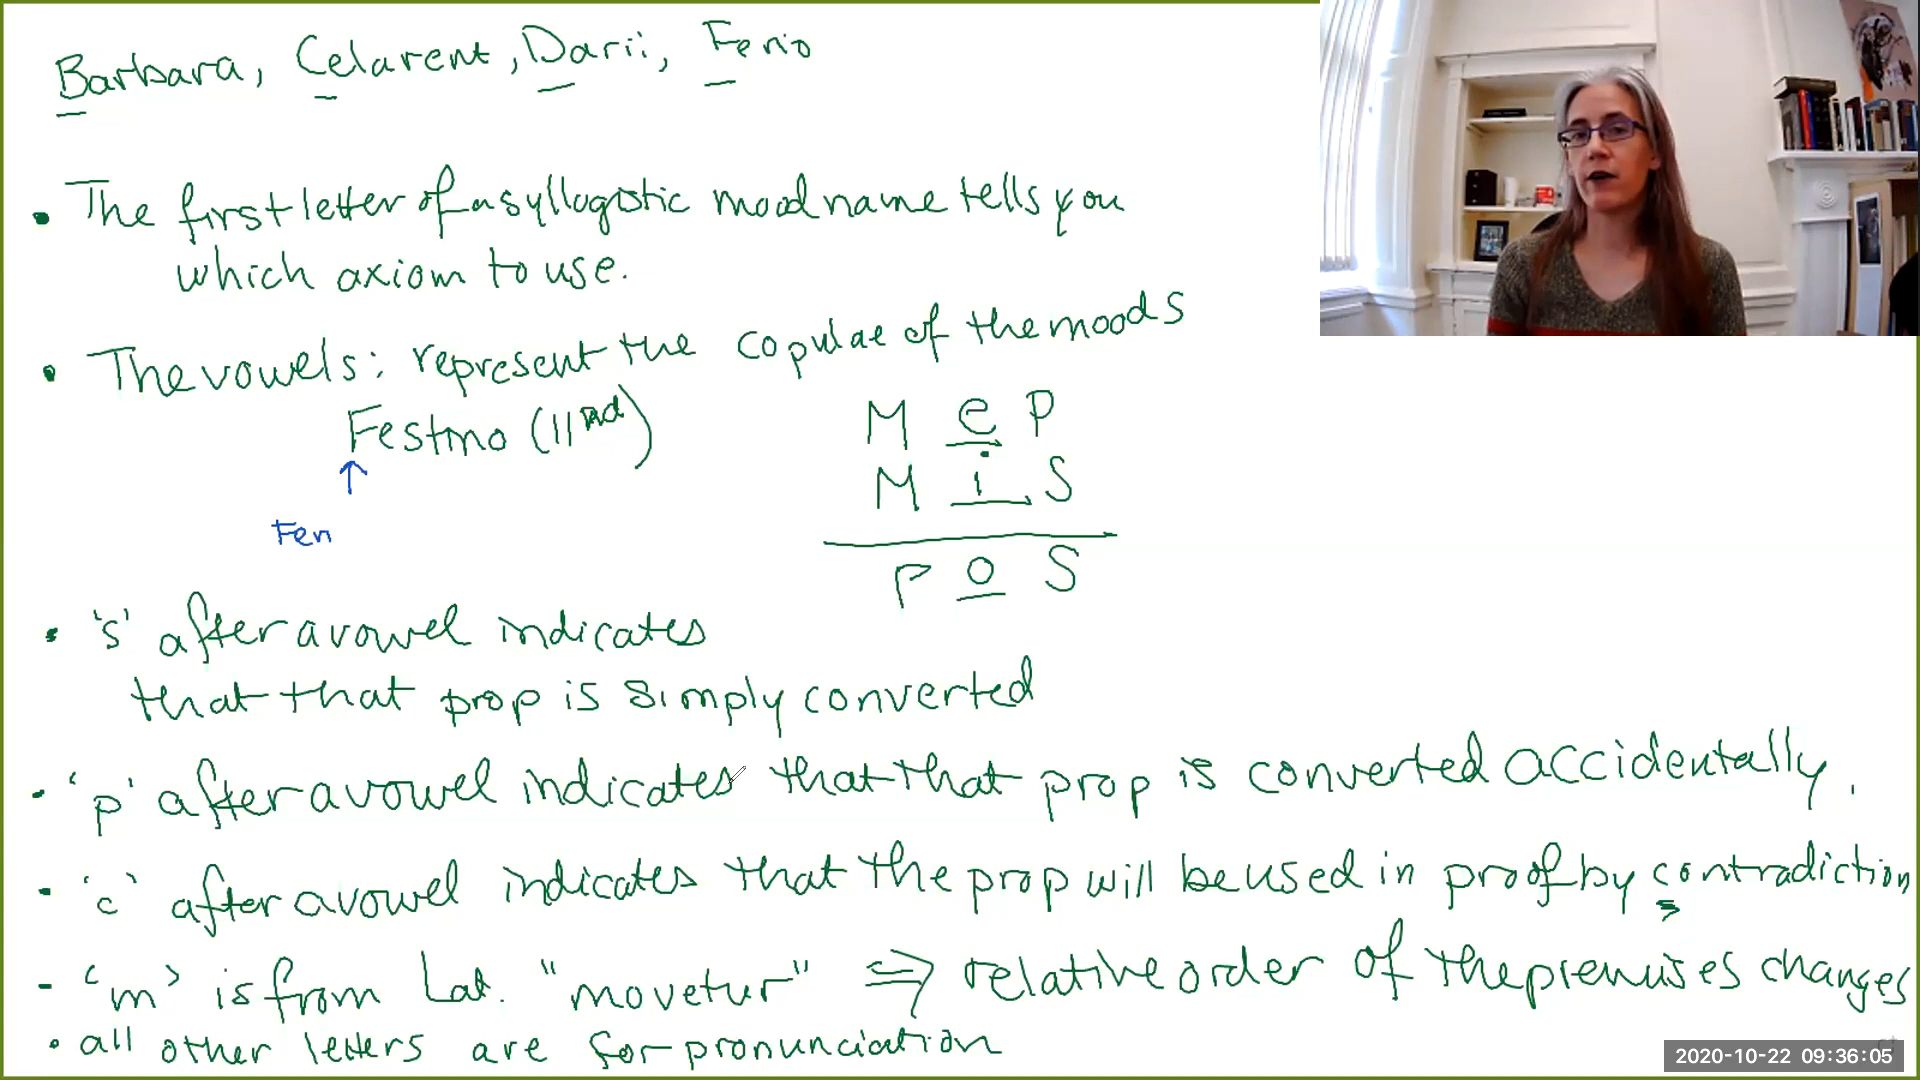 Barbara, Celarent, Darii, Ferio
• The first letter of a syllogistic mood name tells you
which axiom to use.
• The vowels: represent the copulae of the moods
Festino (IInd)
↑
Feri
M e P
M i S
P o S
• 's' after a vowel indicates
that that prop is simply converted
- 'p' after a vowel indicates that that prop is converted accidentally.
- 'c' after a vowel indicates that the prop will be used in proof by contradiction
- 'm' is from Lat. "movetur" ⇒ relative order of the premises changes
• all other letters are for pronunciation
2020-10-22 09:36:05